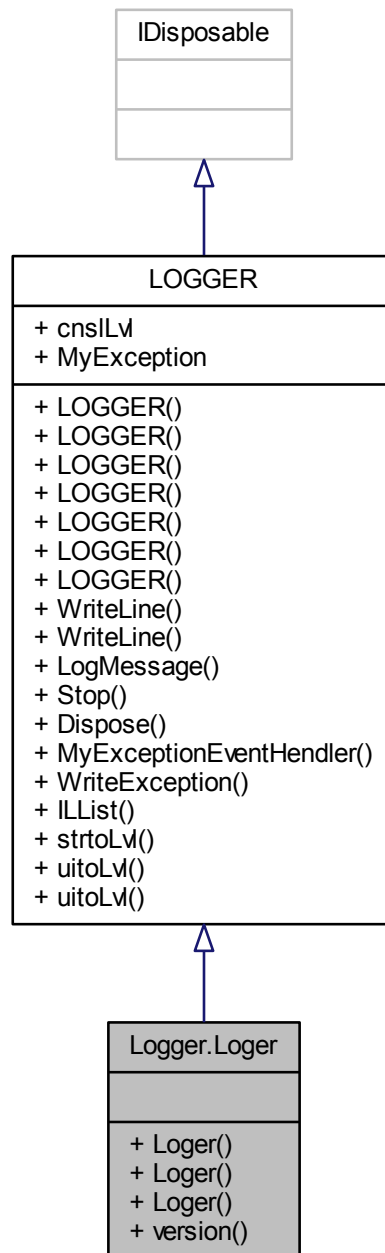 IDisposable
LOGGER
+ cnslLvl
+ MyException
+ LOGGER()
+ LOGGER()
+ LOGGER()
+ LOGGER()
+ LOGGER()
+ LOGGER()
+ LOGGER()
+ WriteLine()
+ WriteLine()
+ LogMessage()
+ Stop()
+ Dispose()
+ MyExceptionEventHendler()
+ WriteException()
+ ILList()
+ strtoLvl()
+ uitoLvl()
+ uitoLvl()
Logger.Loger
+ Loger()
+ Loger()
+ Loger()
+ version()